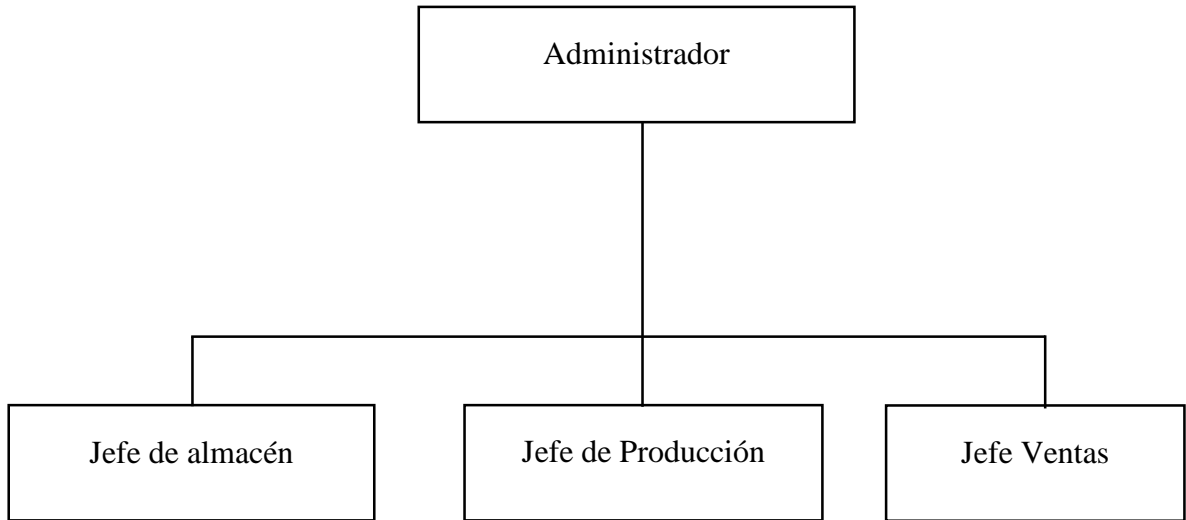 Administrador
Jefe de almacén
Jefe de Producción
Jefe Ventas